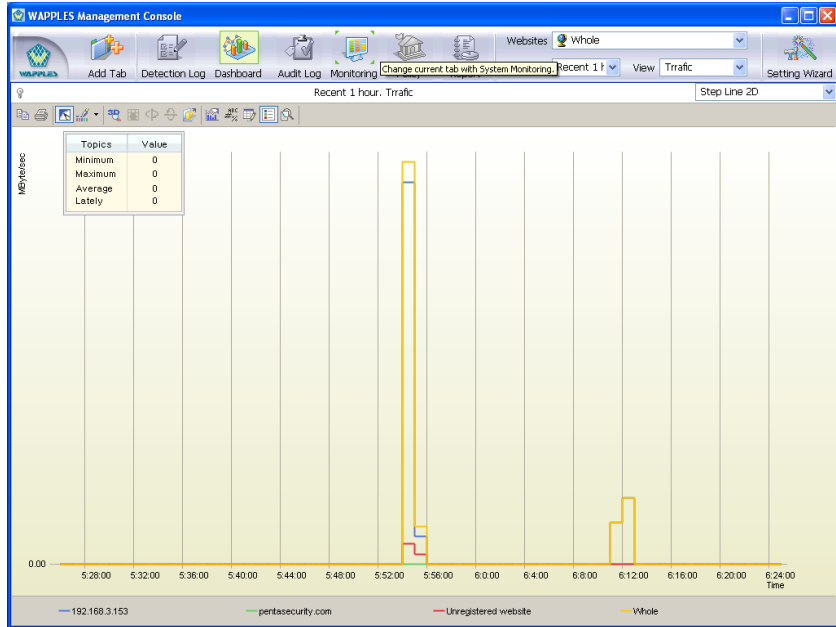 WAPPLES Management Console
WAPPLES
Add Tab
Detection Log
Dashboard
Audit Log
Monitoring
Websites
Whole
Change current tab with System Monitoring.
Recent 1
View
Trrafic
Setting Wizard
Recent 1 hour. Trrafic
Step Line 2D
3D
ABC
Topics Value
Minimum 0
Maximum 0
Average 0
Lately 0
MByte/sec
0.00
5:28:00 5:32:00 5:36:00 5:40:00 5:44:00 5:48:00 5:52:00 5:56:00 6:0:00 6:4:00 6:8:00 6:12:00 6:16:00 6:20:00 6:24:00
Time
192.168.3.153 pentasecurity.com Unregistered website Whole